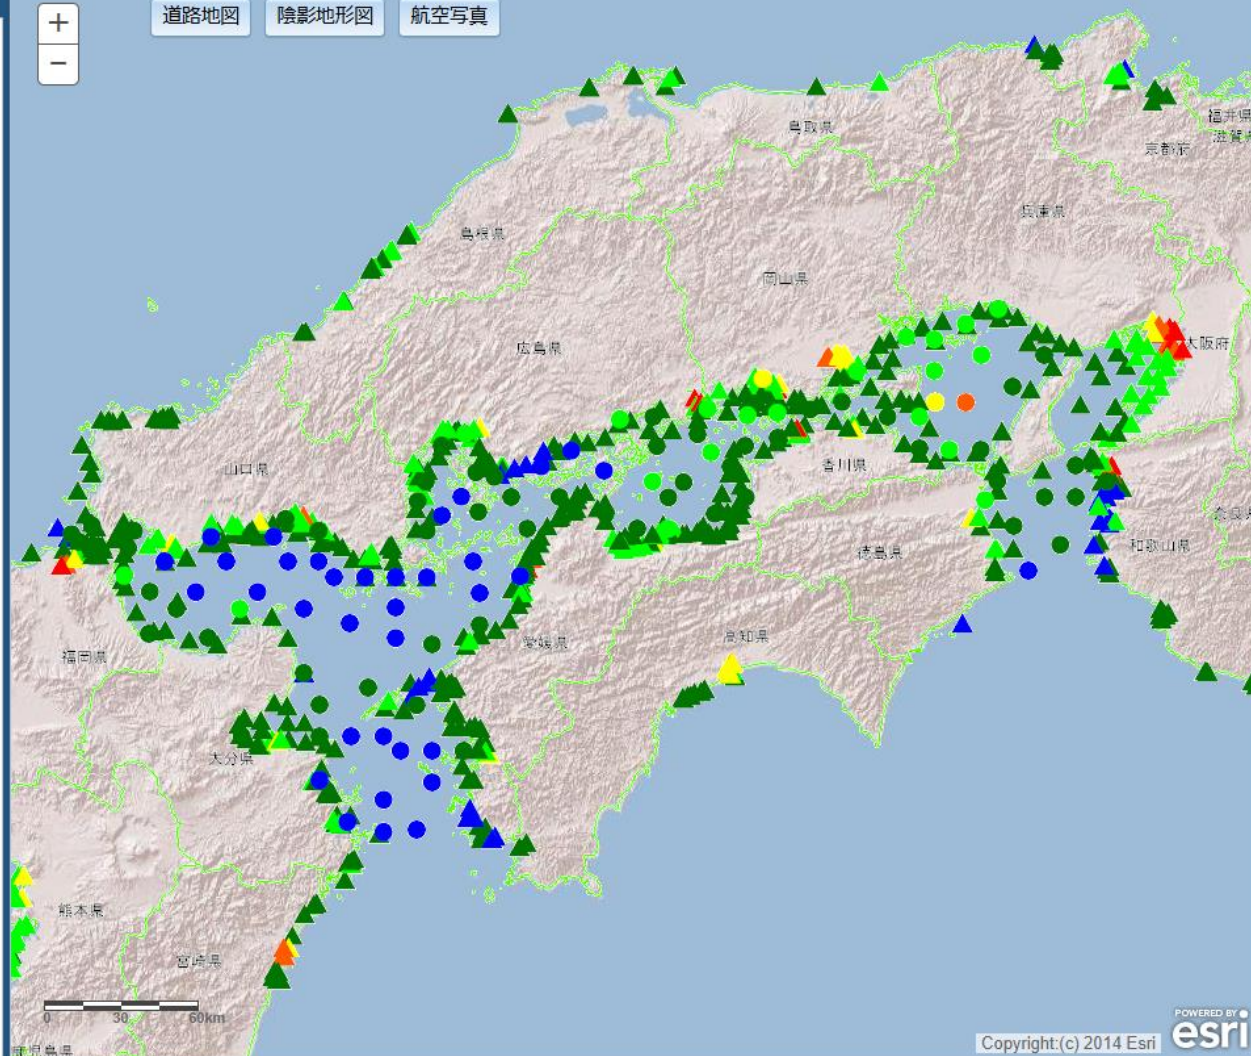 +
−
道路地図
陰影地形図
航空写真
鳥取県
福井県
滋賀県
京都府
兵庫県
島根県
岡山県
広島県
大阪府
山口県
香川県
奈良県
徳島県
和歌山県
愛媛県
高知県
福岡県
大分県
熊本県
宮崎県
鹿児島県
0 30 60km
POWERED BY
esri
Copyright:(c) 2014 Esri